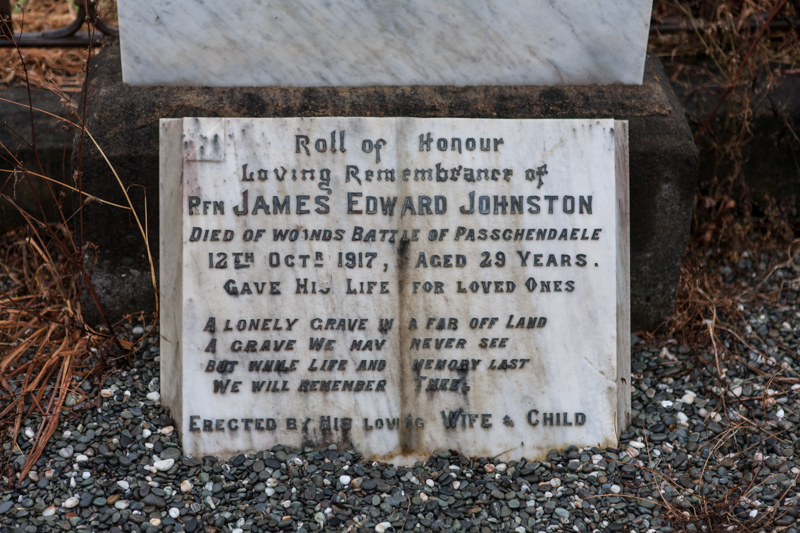 Roll of Honour
Loving Remembrance of
RFM JAMES EDWARD JOHNSTON
DIED OF WOUNDS BATTLE OF PASSCHENDAELE
12TH OCTR 1917, AGED 29 YEARS.
GAVE HIS LIFE FOR LOVED ONES
A LONELY GRAVE IN A FAR OFF LAND
A GRAVE WE MAY NEVER SEE
BUT WHILE LIFE AND MEMORY LAST
WE WILL REMEMBER THEE.
ERECTED BY HIS LOVING WIFE & CHILD